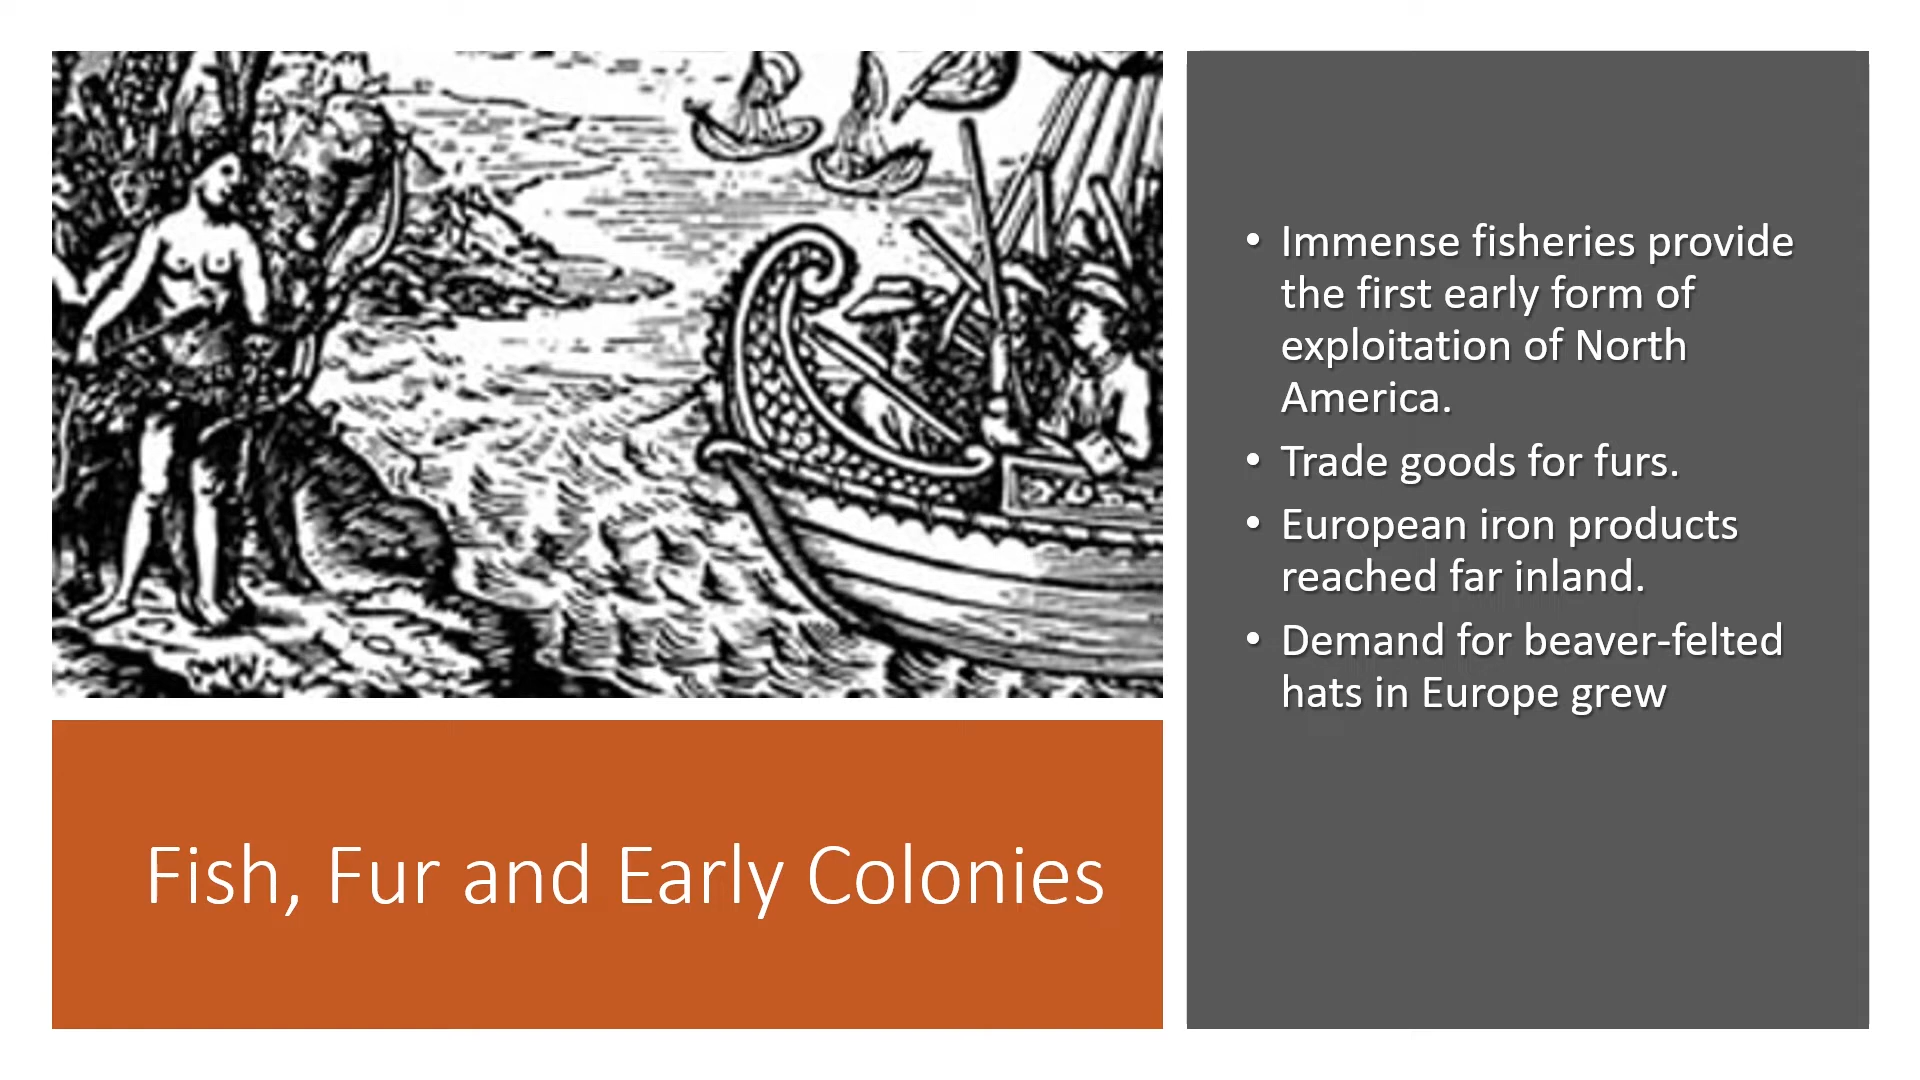 Fish, Fur and Early Colonies
• Immense fisheries provide
the first early form of
exploitation of North
America.
• Trade goods for furs.
• European iron products
reached far inland.
• Demand for beaver-felted
hats in Europe grew